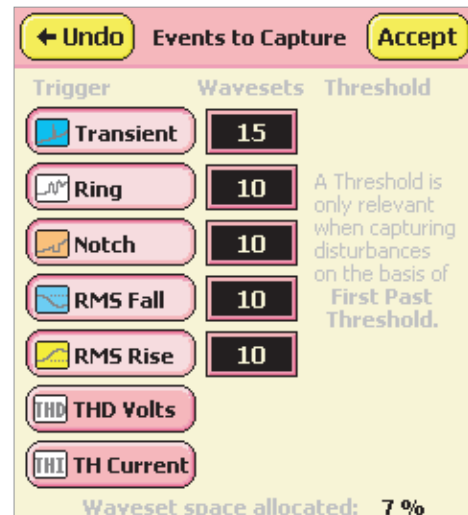 ← Undo Events to Capture Accept
Trigger Wavesets Threshold
Transient 15
Ring 10
Notch 10
RMS Fall 10
RMS Rise 10
THD THD Volts
THI TH Current
A Threshold is
only relevant
when capturing
disturbances
on the basis of
First Past
Threshold.
Waveset space allocated: 7 %